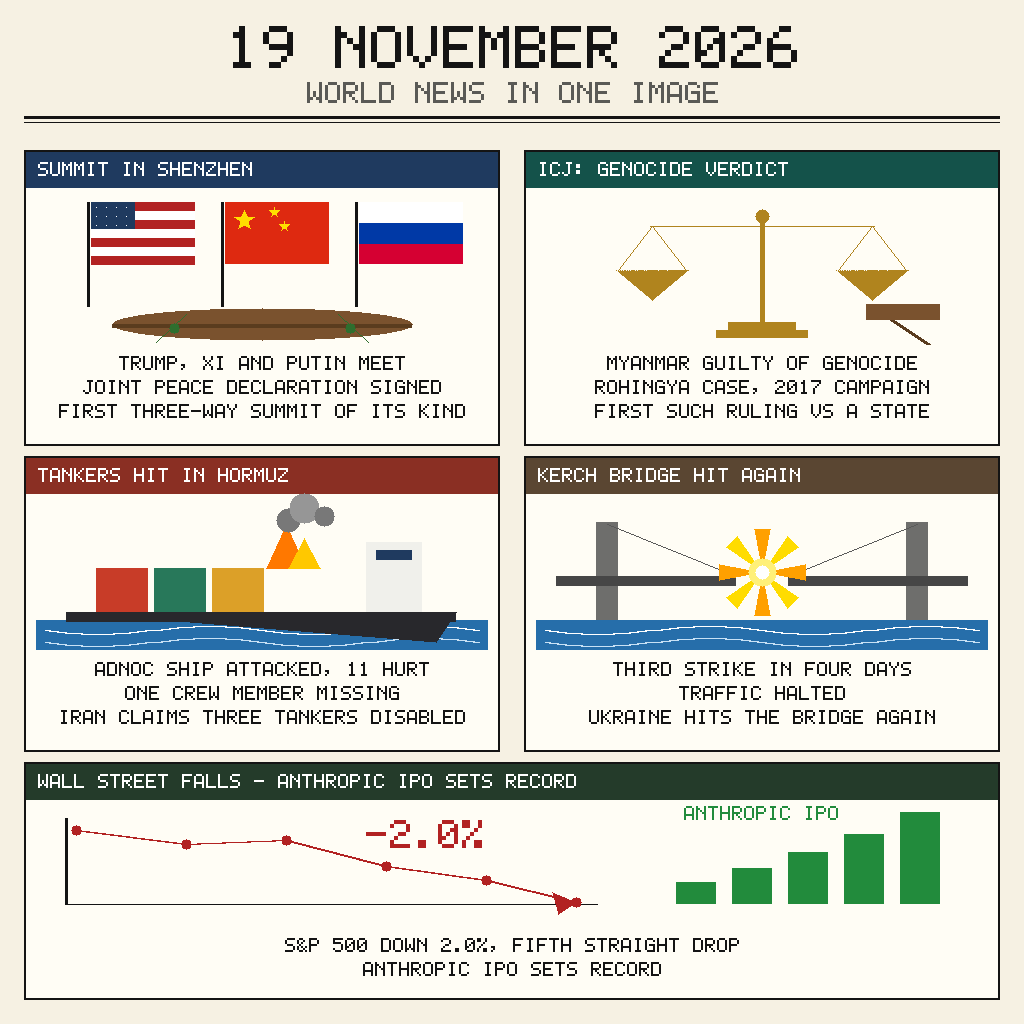 19 NOVEMBER 2026
WORLD NEWS IN ONE IMAGE
SUMMIT IN SHENZHEN
TRUMP, XI AND PUTIN MEET
JOINT PEACE DECLARATION SIGNED
FIRST THREE-WAY SUMMIT OF ITS KIND
ICJ: GENOCIDE VERDICT
MYANMAR GUILTY OF GENOCIDE
ROHINGYA CASE, 2017 CAMPAIGN
FIRST SUCH RULING VS A STATE
TANKERS HIT IN HORMUZ
ADNOC SHIP ATTACKED, 11 HURT
ONE CREW MEMBER MISSING
IRAN CLAIMS THREE TANKERS DISABLED
KERCH BRIDGE HIT AGAIN
THIRD STRIKE IN FOUR DAYS
TRAFFIC HALTED
UKRAINE HITS THE BRIDGE AGAIN
WALL STREET FALLS - ANTHROPIC IPO SETS RECORD
-2.0%
ANTHROPIC IPO
S&P 500 DOWN 2.0%, FIFTH STRAIGHT DROP
ANTHROPIC IPO SETS RECORD